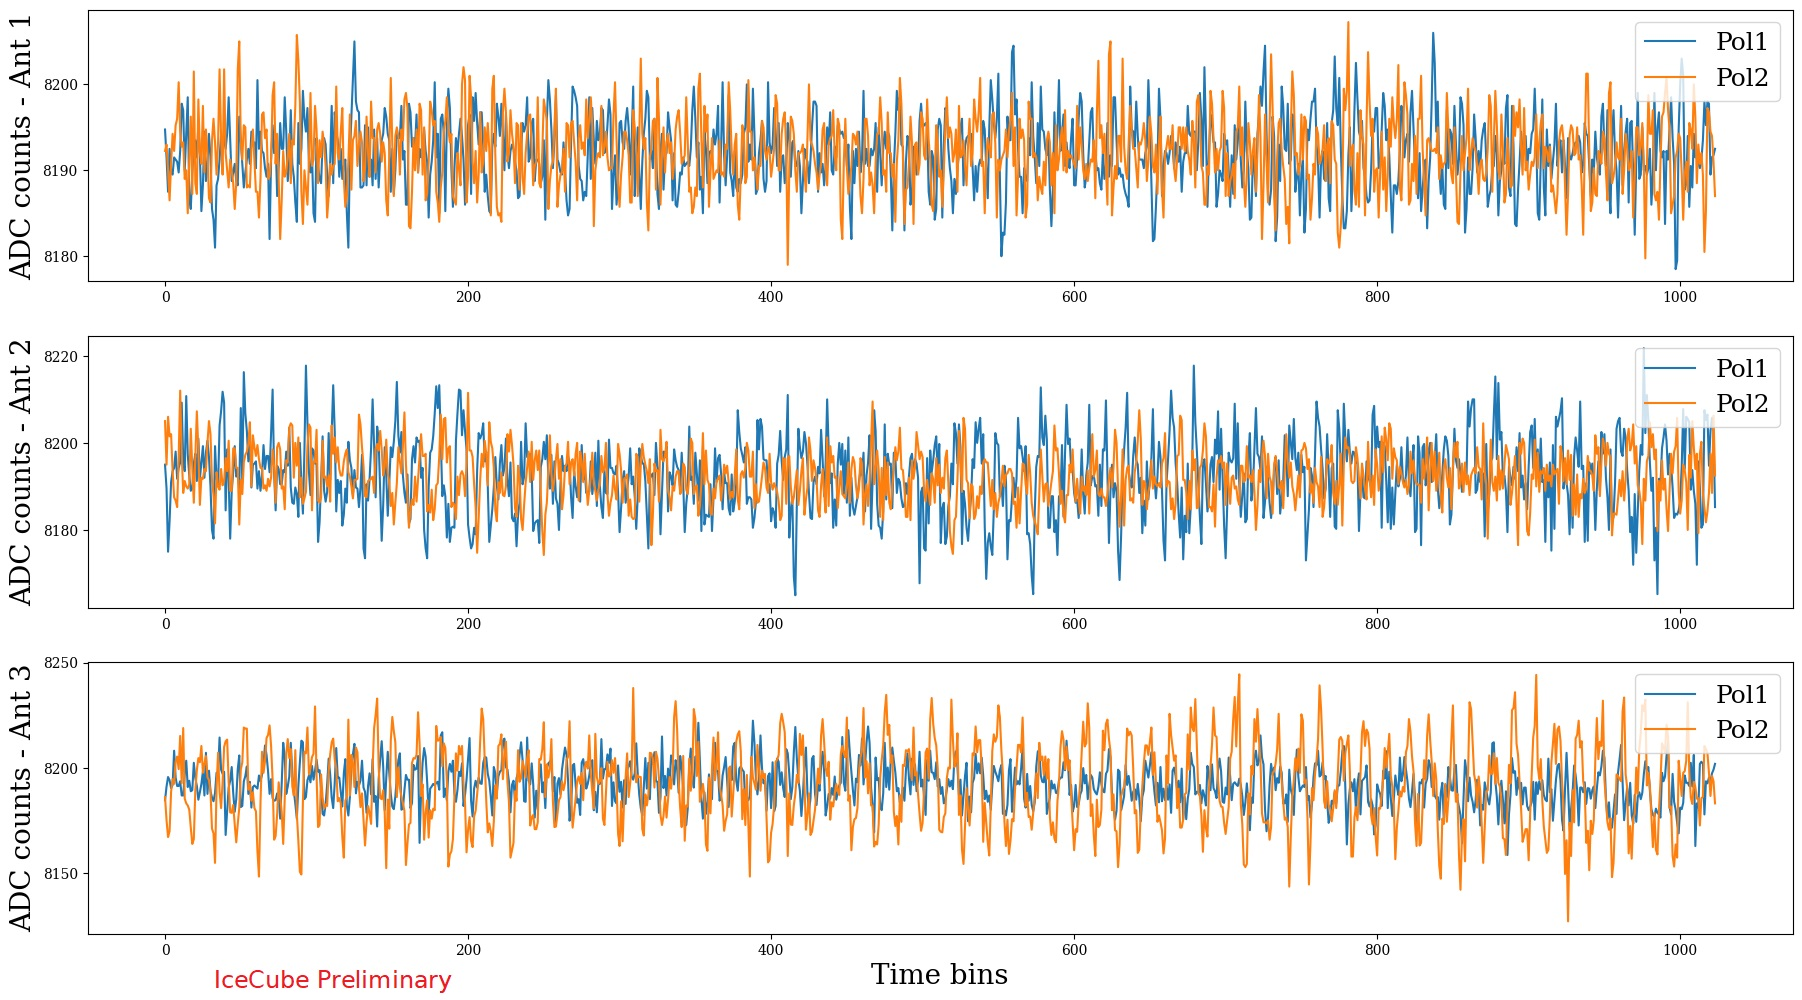 ADC counts - Ant 1
8200
8190
8180
Pol1
Pol2
0 200 400 600 800 1000
ADC counts - Ant 2
8220
8200
8180
Pol1
Pol2
0 200 400 600 800 1000
ADC counts - Ant 3
8250
8200
8150
Pol1
Pol2
0 200 400 600 800 1000
Time bins
IceCube Preliminary